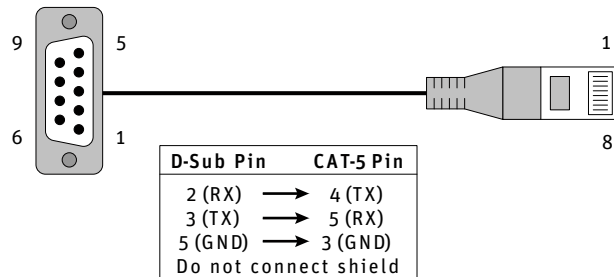 9 5 1
6 1 8
D-Sub Pin CAT-5 Pin
2 (RX) 4 (TX)
3 (TX) 5 (RX)
5 (GND) 3 (GND)
Do not connect shield